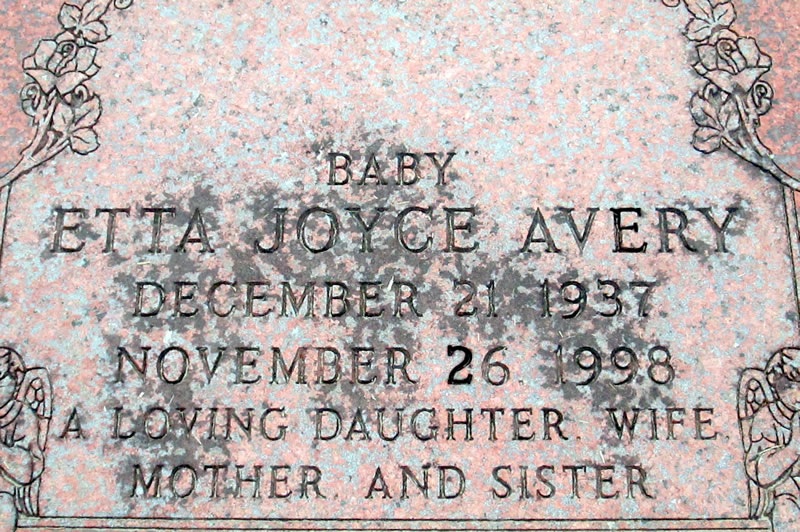 BABY
ETTA JOYCE AVERY
DECEMBER 21 1937
NOVEMBER 26, 1998
A LOVING DAUGHTER, WIFE,
MOTHER, AND SISTER